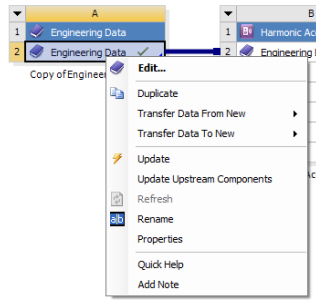 A
B
1 Engineering Data
1 Harmonic Ac
2 Engineering Data
2 Engineering
Copy of Engineer
Edit...
Duplicate
Transfer Data From New
Transfer Data To New
Update
Update Upstream Components
Refresh
a|b Rename
Properties
Quick Help
Add Note